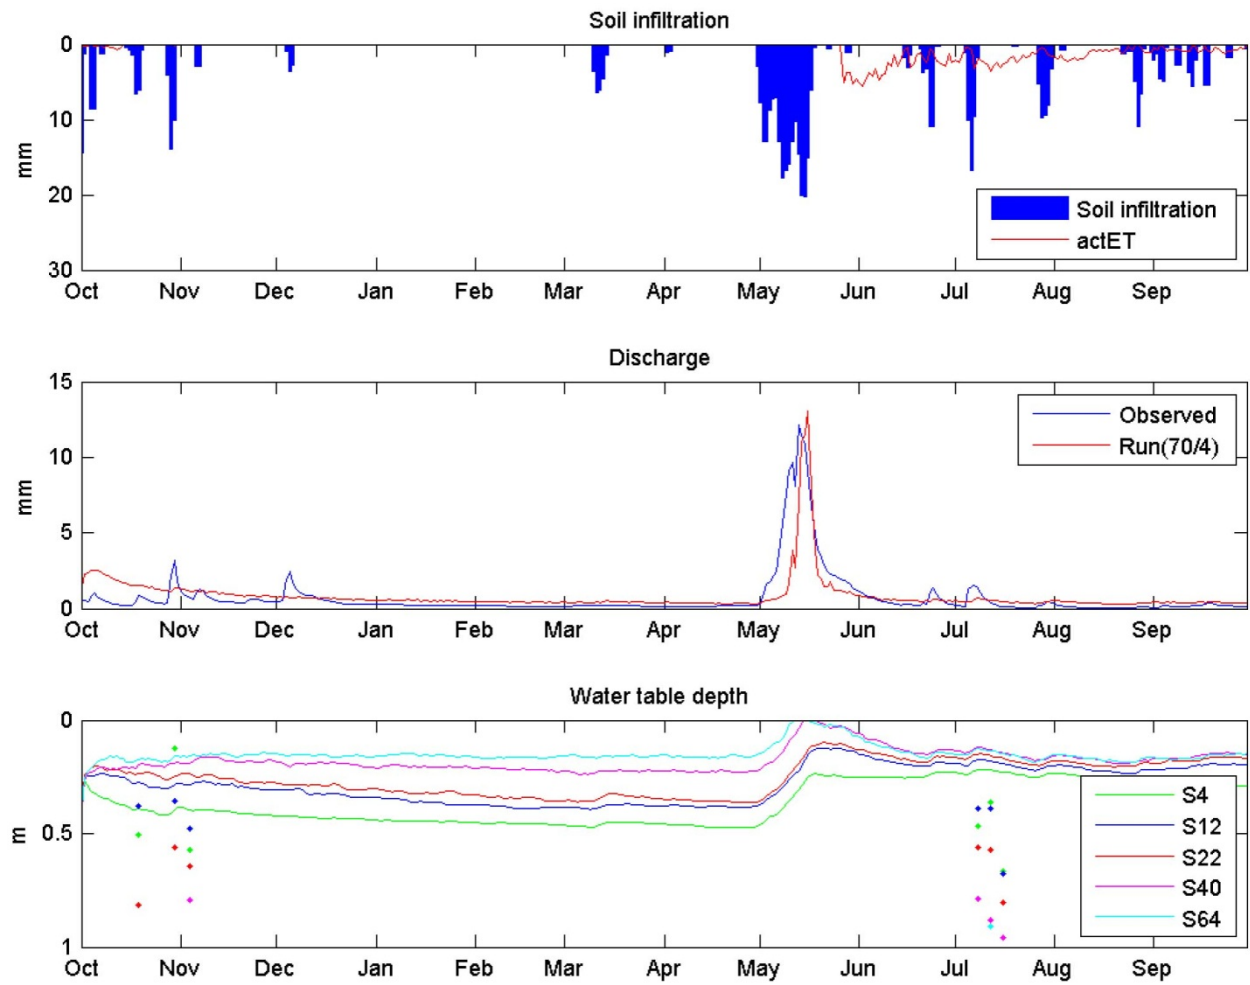 Soil infiltration
0
10
20
30
mm
Soil infiltration
actET
Oct Nov Dec Jan Feb Mar Apr May Jun Jul Aug Sep
Discharge
15
10
5
0
mm
Observed
Run(70/4)
Oct Nov Dec Jan Feb Mar Apr May Jun Jul Aug Sep
Water table depth
0
0.5
1
m
S4
S12
S22
S40
S64
Oct Nov Dec Jan Feb Mar Apr May Jun Jul Aug Sep